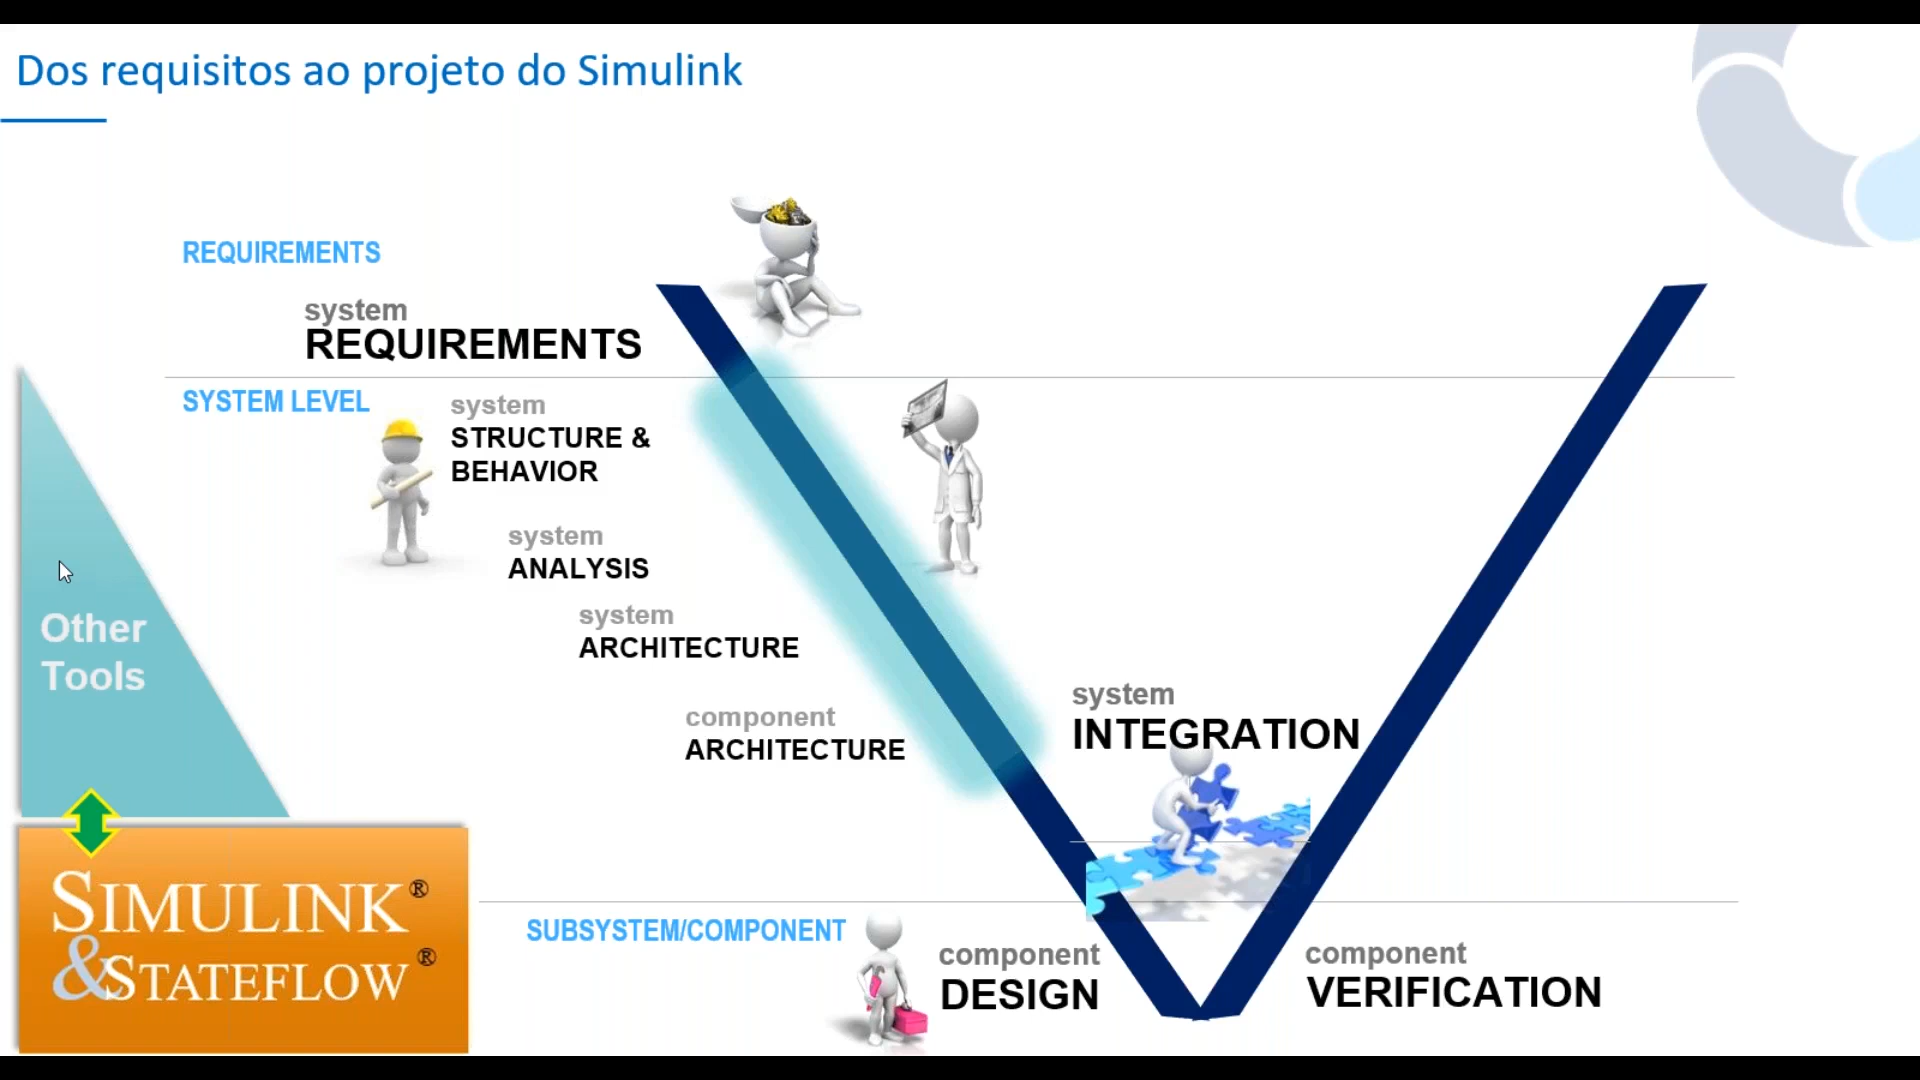 Dos requisitos ao projeto do Simulink
REQUIREMENTS
system
REQUIREMENTS
SYSTEM LEVEL
system
STRUCTURE &
BEHAVIOR
system
ANALYSIS
system
ARCHITECTURE
component
ARCHITECTURE
Other
Tools
system
INTEGRATION
SIMULINK®
&STATEFLOW®
SUBSYSTEM/COMPONENT
component
DESIGN
component
VERIFICATION